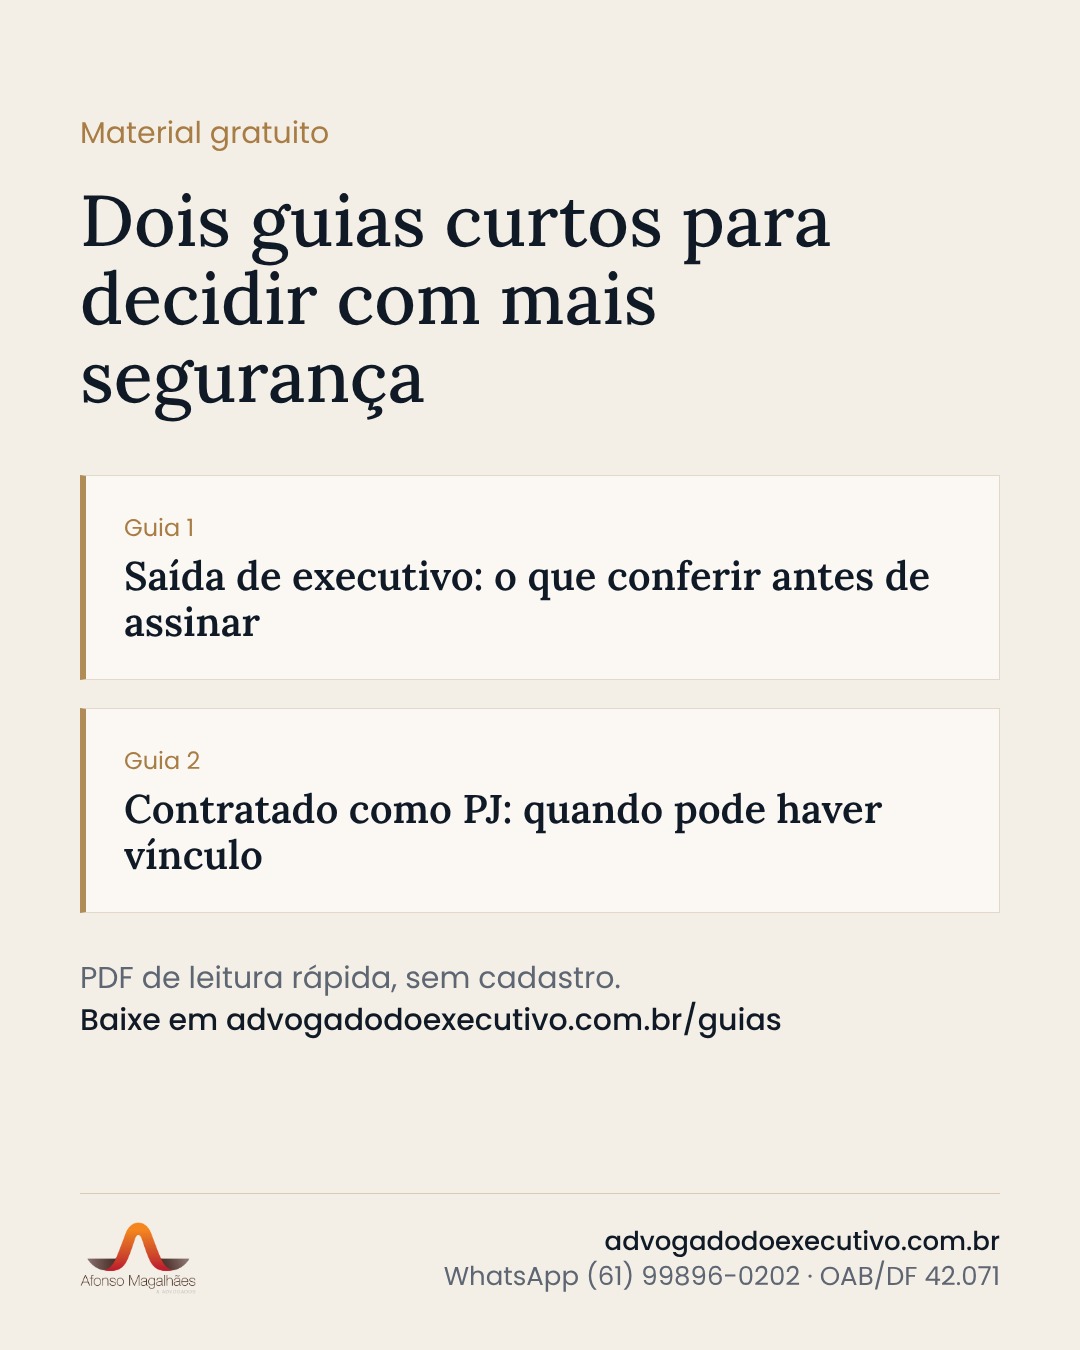 Material gratuito
Dois guias curtos para
decidir com mais
segurança
Guia 1
Saída de executivo: o que conferir antes de
assinar
Guia 2
Contratado como PJ: quando pode haver
vínculo
PDF de leitura rápida, sem cadastro.
Baixe em advogadodoexecutivo.com.br/guias
Afonso Magalhães
advogadodoexecutivo.com.br
WhatsApp (61) 99896-0202 · OAB/DF 42.071